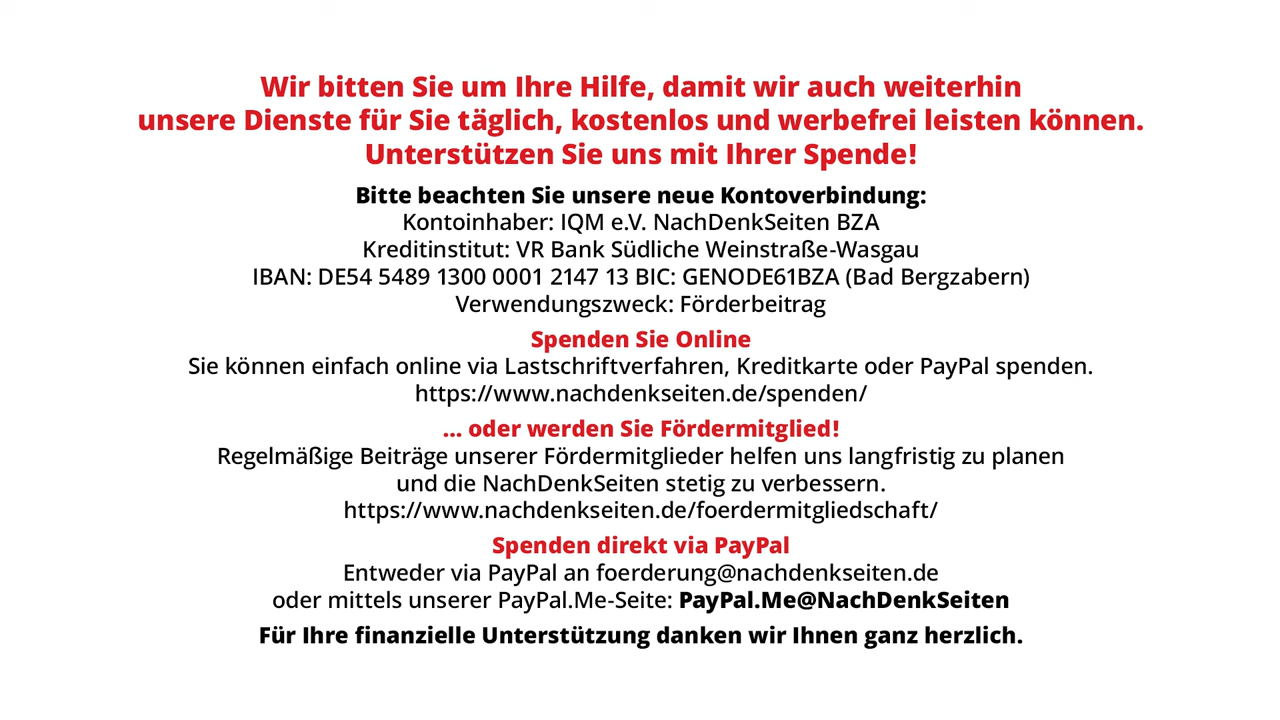 Wir bitten Sie um Ihre Hilfe, damit wir auch weiterhin
unsere Dienste für Sie täglich, kostenlos und werbefrei leisten können.
Unterstützen Sie uns mit Ihrer Spende!
Bitte beachten Sie unsere neue Kontoverbindung:
Kontoinhaber: IQM e.V. NachDenkSeiten BZA
Kreditinstitut: VR Bank Südliche Weinstraße-Wasgau
IBAN: DE54 5489 1300 0001 2147 13 BIC: GENODE61BZA (Bad Bergzabern)
Verwendungszweck: Förderbeitrag
Spenden Sie Online
Sie können einfach online via Lastschriftverfahren, Kreditkarte oder PayPal spenden.
https://www.nachdenkseiten.de/spenden/
... oder werden Sie Fördermitglied!
Regelmäßige Beiträge unserer Fördermitglieder helfen uns langfristig zu planen
und die NachDenkSeiten stetig zu verbessern.
https://www.nachdenkseiten.de/foerdermitgliedschaft/
Spenden direkt via PayPal
Entweder via PayPal an foerderung@nachdenkseiten.de
oder mittels unserer PayPal.Me-Seite: PayPal.Me@NachDenkSeiten
Für Ihre finanzielle Unterstützung danken wir Ihnen ganz herzlich.